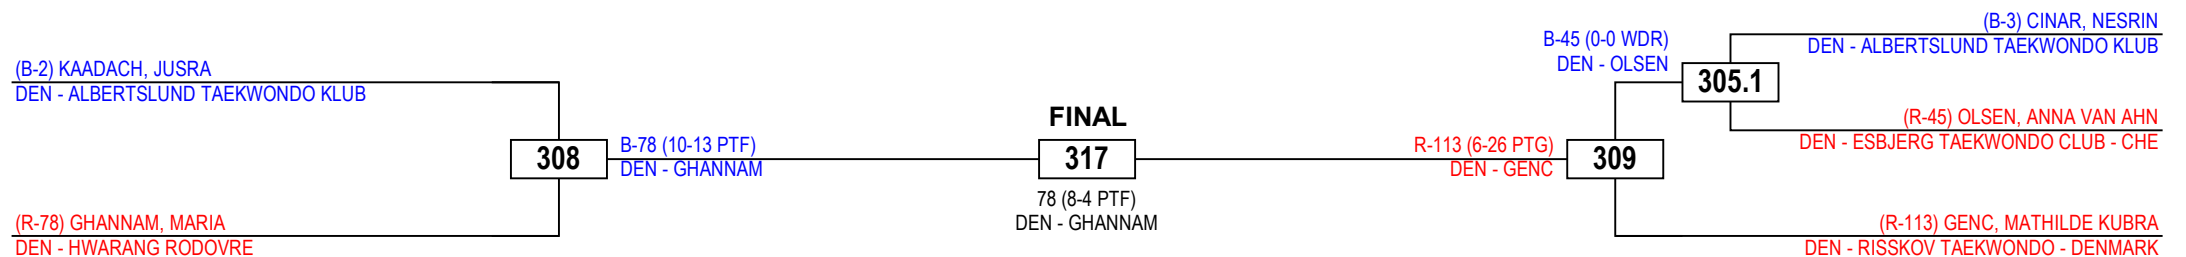 (B-2) KAADACH, JUSRA
DEN - ALBERTSLUND TAEKWONDO KLUB
308
(R-78) GHANNAM, MARIA
DEN - HWARANG RODOVRE
B-78 (10-13 PTF)
DEN - GHANNAM
FINAL
317
78 (8-4 PTF)
DEN - GHANNAM
R-113 (6-26 PTG)
DEN - GENC
309
B-45 (0-0 WDR)
DEN - OLSEN
305.1
(B-3) CINAR, NESRIN
DEN - ALBERTSLUND TAEKWONDO KLUB
(R-45) OLSEN, ANNA VAN AHN
DEN - ESBJERG TAEKWONDO CLUB - CHE
(R-113) GENC, MATHILDE KUBRA
DEN - RISSKOV TAEKWONDO - DENMARK